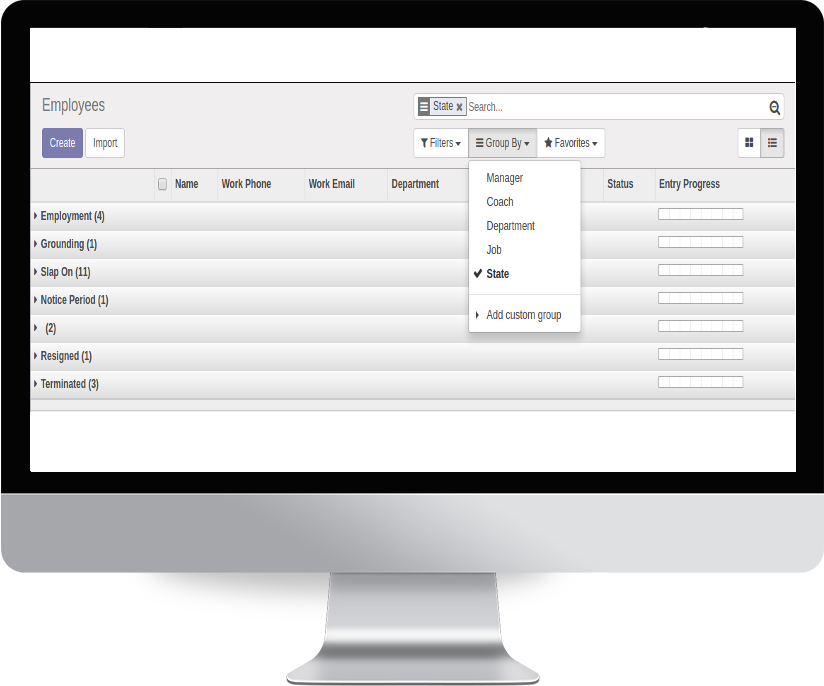 Employees
State × Search...
Create Import
Filters Group By Favorites
Name Work Phone Work Email Department Status Entry Progress
Manager
Coach
Department
Job
State
Add custom group
Employment (4)
Grounding (1)
Slap On (11)
Notice Period (1)
(2)
Resigned (1)
Terminated (3)